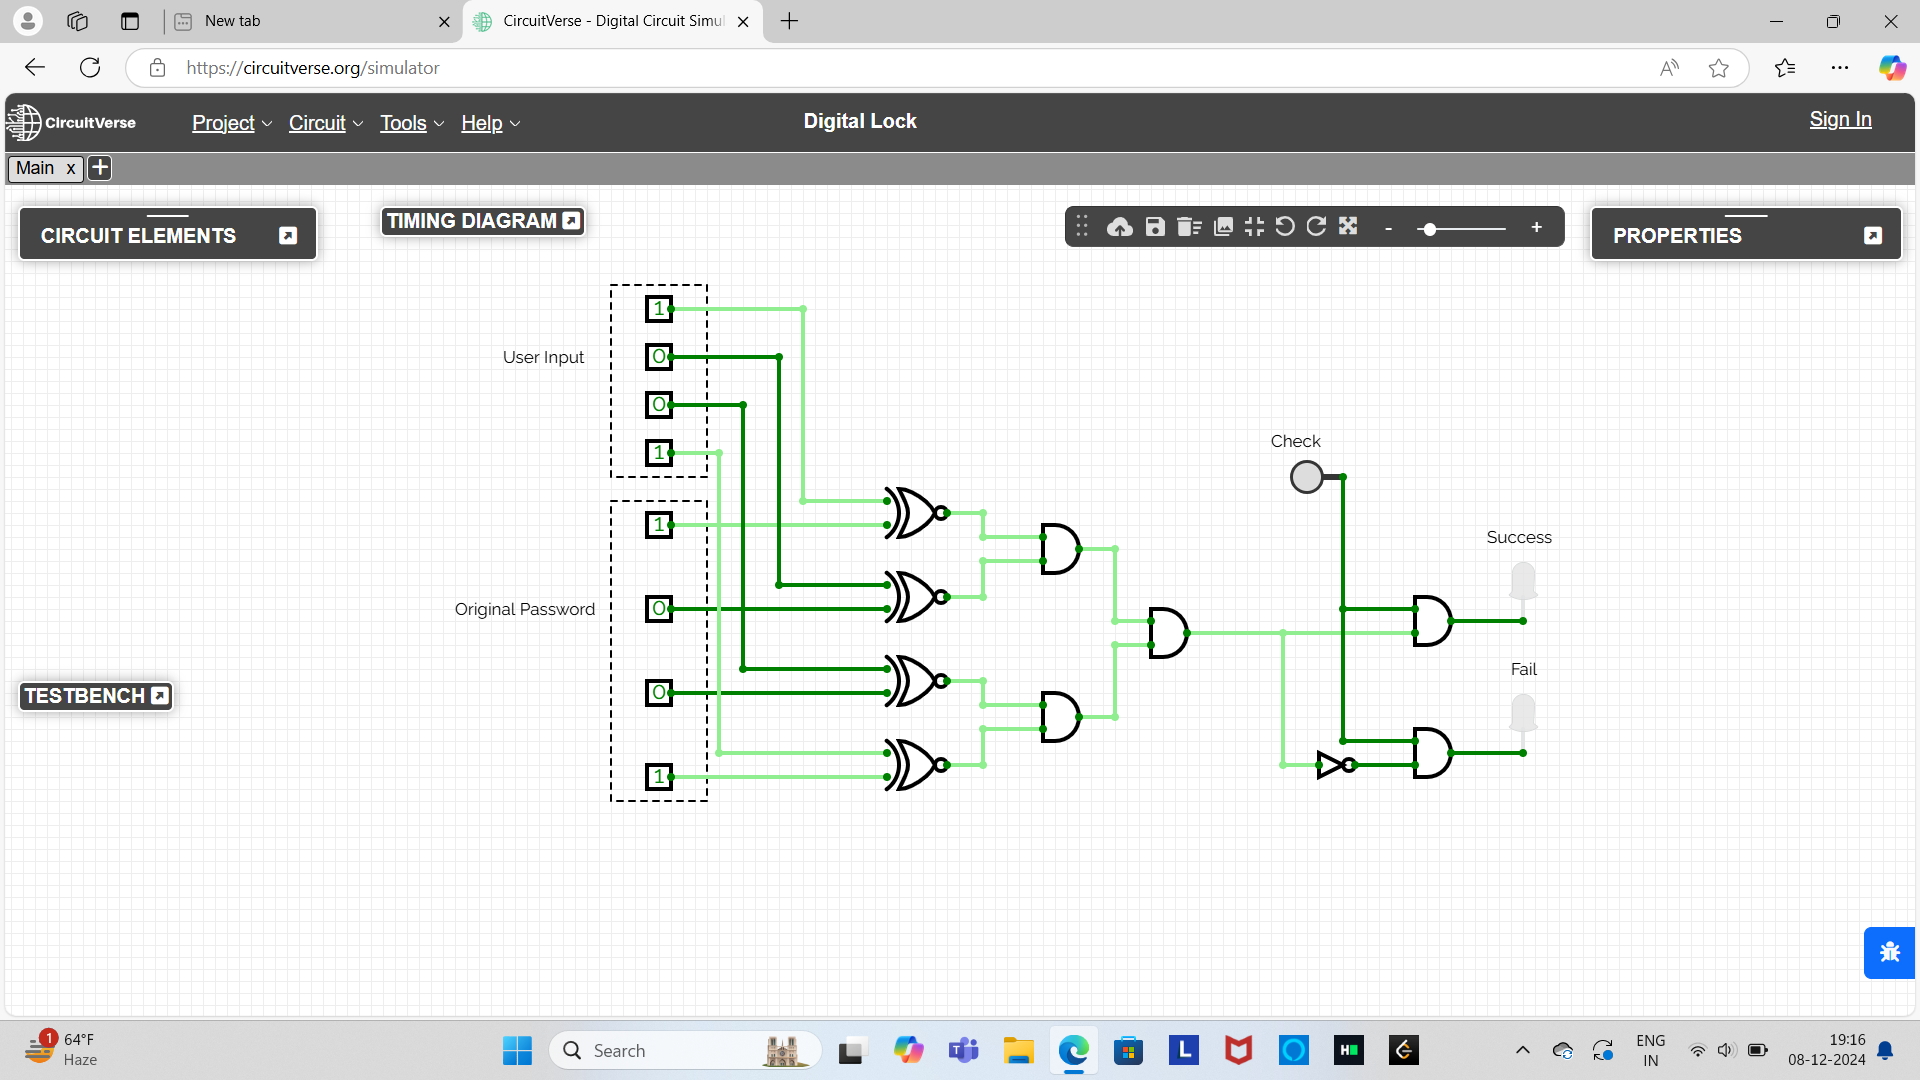 New tab
CircuitVerse - Digital Circuit Simu
https://circuitverse.org/simulator
CircuitVerse
Project
Circuit
Tools
Help
Digital Lock
Sign In
Main x
+
CIRCUIT ELEMENTS
TIMING DIAGRAM
-
+
PROPERTIES
1
User Input
0
0
1
1
Original Password
0
0
1
Check
Success
Fail
TESTBENCH
1
64°F
Haze
Search
T
L
H
ENG
IN
19:16
08-12-2024